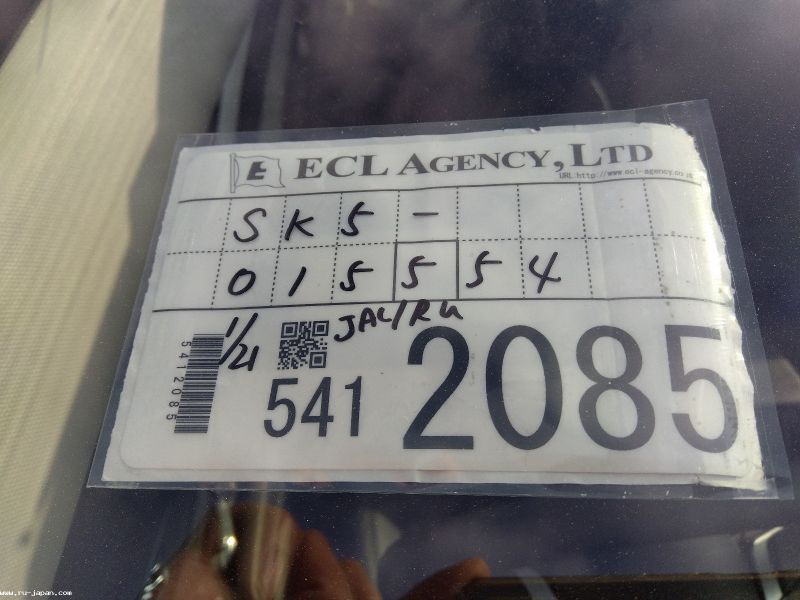 E ECL AGENCY, LTD
URL:http://www.ecl-agency.co.jp
SK5-
015554
1/21
JAL/RU
5412085
541 2085
www.ru-japan.com